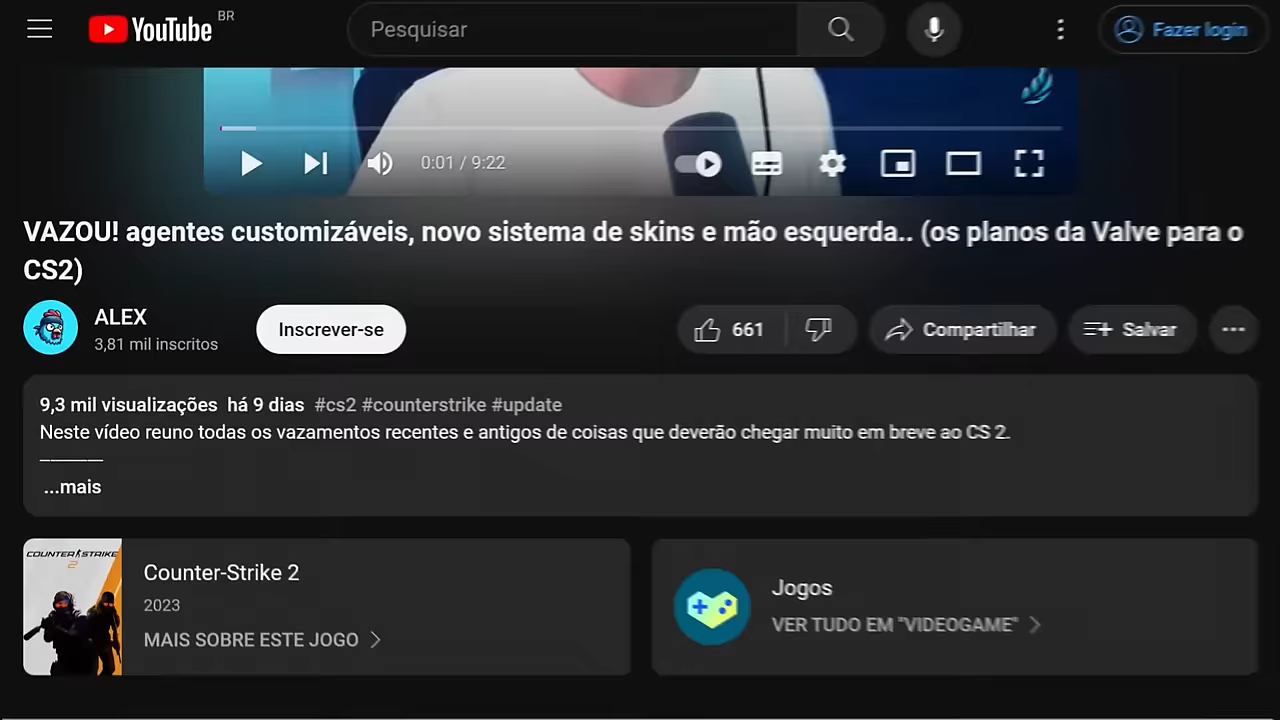 YouTube BR
Pesquisar
Fazer login
0:01 / 9:22
VAZOU! agentes customizáveis, novo sistema de skins e mão esquerda.. (os planos da Valve para o
CS2)
ALEX
3,81 mil inscritos
Inscrever-se
661
Compartilhar
Salvar
9,3 mil visualizações há 9 dias #cs2 #counterstrike #update
Neste vídeo reuno todas os vazamentos recentes e antigos de coisas que deverão chegar muito em breve ao CS 2.
...mais
COUNTER STRIKE
2
Counter-Strike 2
2023
MAIS SOBRE ESTE JOGO
Jogos
VER TUDO EM "VIDEOGAME"